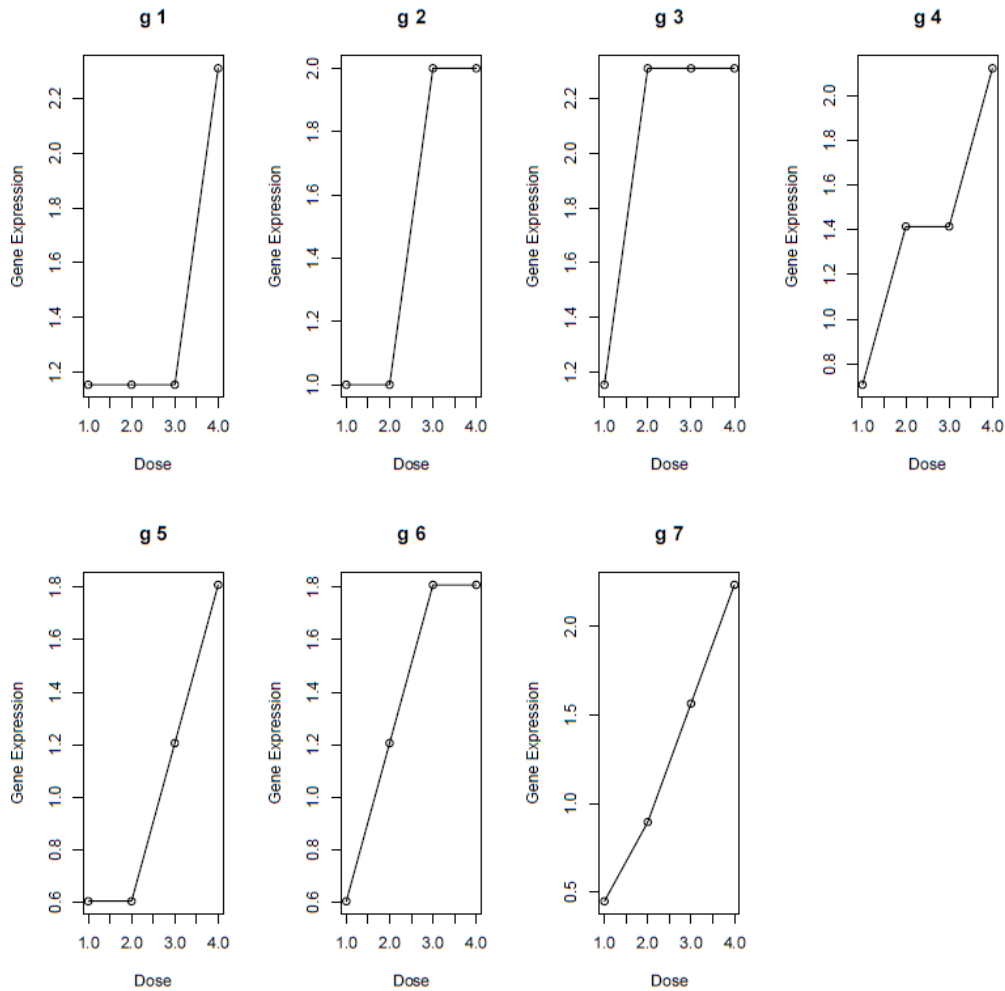 g 1 g 2 g 3 g 4
2.2 2.0 2.2 2.0
2.0 1.8 2.0 1.8
1.8 1.6 1.8 1.6
1.6 1.4 1.6 1.4
1.4 1.2 1.4 1.2
1.2 1.0 1.2 1.0
0.8
Gene Expression Gene Expression Gene Expression Gene Expression
1.0 2.0 3.0 4.0 1.0 2.0 3.0 4.0 1.0 2.0 3.0 4.0 1.0 2.0 3.0 4.0
Dose Dose Dose Dose
g 5 g 6 g 7
1.8 1.8 2.0
1.6 1.6 1.5
1.4 1.4 1.0
1.2 1.2 0.5
1.0 1.0
0.8 0.8
0.6 0.6
Gene Expression Gene Expression Gene Expression
1.0 2.0 3.0 4.0 1.0 2.0 3.0 4.0 1.0 2.0 3.0 4.0
Dose Dose Dose